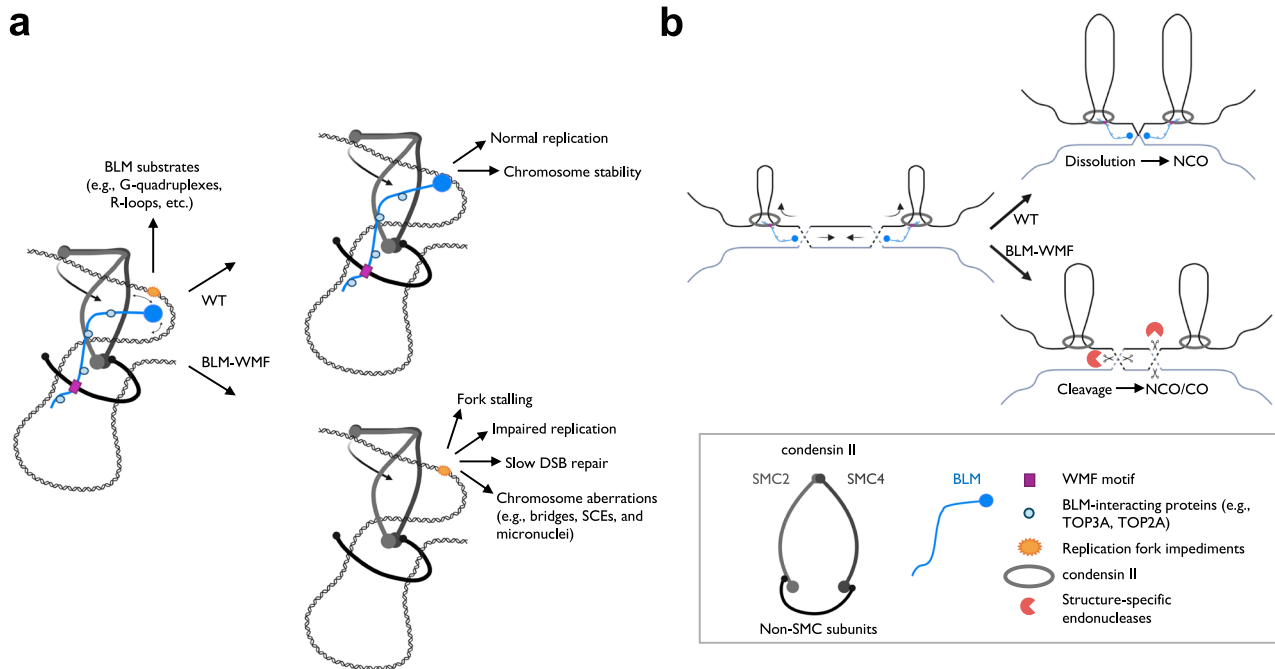 a
BLM substrates
(e.g., G-quadruplexes,
R-loops, etc.)
WT
BLM-WMF
Normal replication
Chromosome stability
Fork stalling
Impaired replication
Slow DSB repair
Chromosome aberrations
(e.g., bridges, SCEs, and
micronuclei)
b
WT
BLM-WMF
Dissolution
NCO
Cleavage
NCO/CO
condensin II
SMC2
SMC4
Non-SMC subunits
BLM
WMF motif
BLM-interacting proteins (e.g.,
TOP3A, TOP2A)
Replication fork impediments
condensin II
Structure-specific
endonucleases